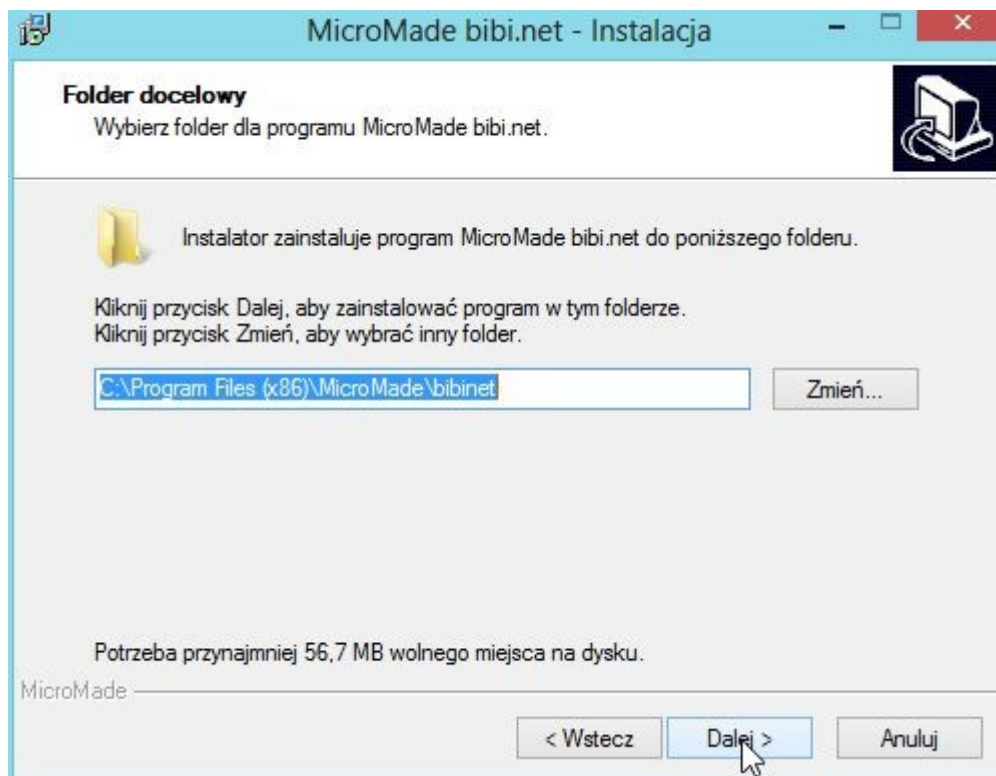 MicroMade bibi.net - Instalacja
Folder docelowy
Wybierz folder dla programu MicroMade bibi.net.
Instalator zainstaluje program MicroMade bibi.net do poniższego folderu.
Kliknij przycisk Dalej, aby zainstalować program w tym folderze.
Kliknij przycisk Zmień, aby wybrać inny folder.
C:\Program Files (x86)\MicroMade\bibinet
Zmień...
Potrzeba przynajmniej 56,7 MB wolnego miejsca na dysku.
MicroMade
< Wstecz
Dalej >
Anuluj